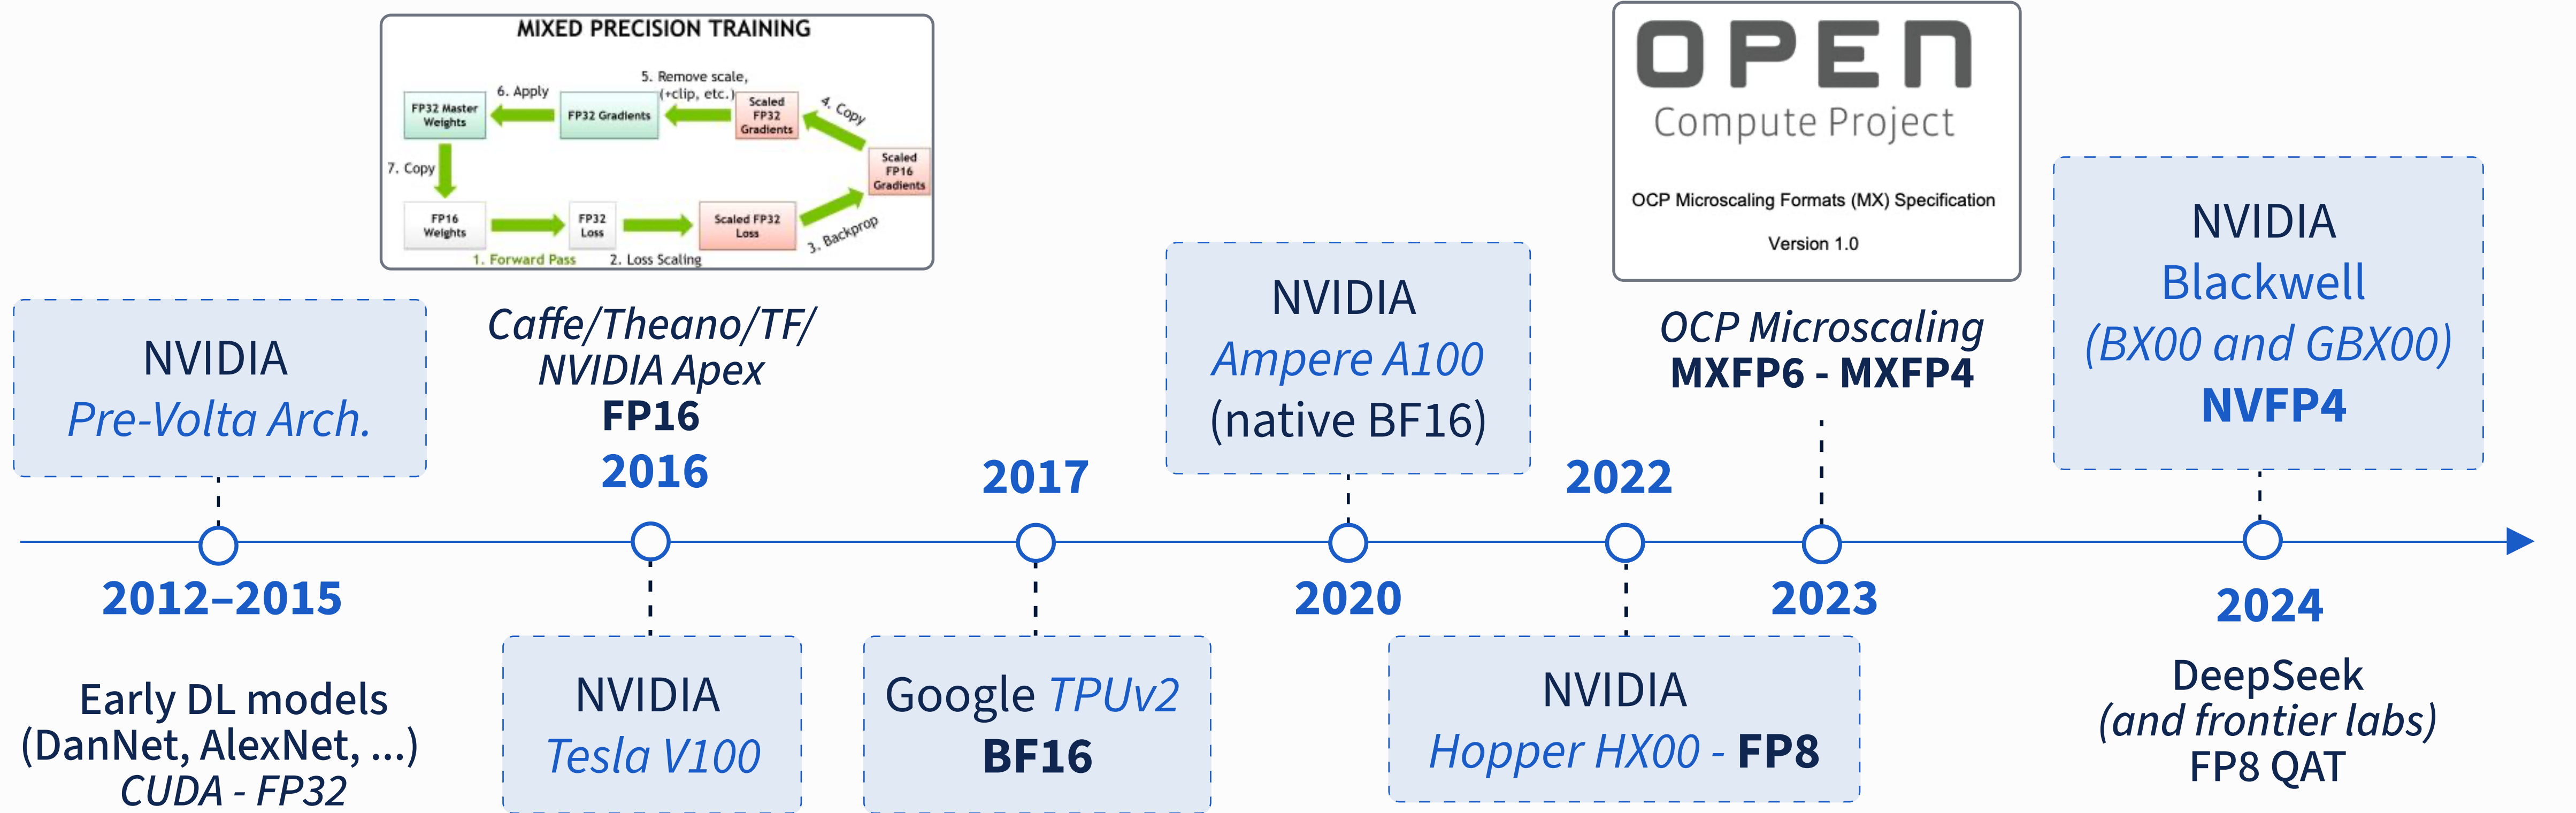 MIXED PRECISION TRAINING
5. Remove scale,
(+clip, etc.)
6. Apply
4. Copy
FP32 Master
Weights
FP32 Gradients
Scaled
FP32
Gradients
Scaled
FP16
Gradients
7. Copy
FP16
Weights
FP32
Loss
Scaled FP32
Loss
3. Backprop
1. Forward Pass
2. Loss Scaling
OPEN
Compute Project
OCP Microscaling Formats (MX) Specification
Version 1.0
NVIDIA
Pre-Volta Arch.
2012–2015
Early DL models
(DanNet, AlexNet, ...)
CUDA - FP32
Caffe/Theano/TF/
NVIDIA Apex
FP16
2016
NVIDIA
Tesla V100
2017
Google TPUv2
BF16
NVIDIA
Ampere A100
(native BF16)
2020
2022
NVIDIA
Hopper HX00 - FP8
OCP Microscaling
MXFP6 - MXFP4
2023
NVIDIA
Blackwell
(BX00 and GBX00)
NVFP4
2024
DeepSeek
(and frontier labs)
FP8 QAT